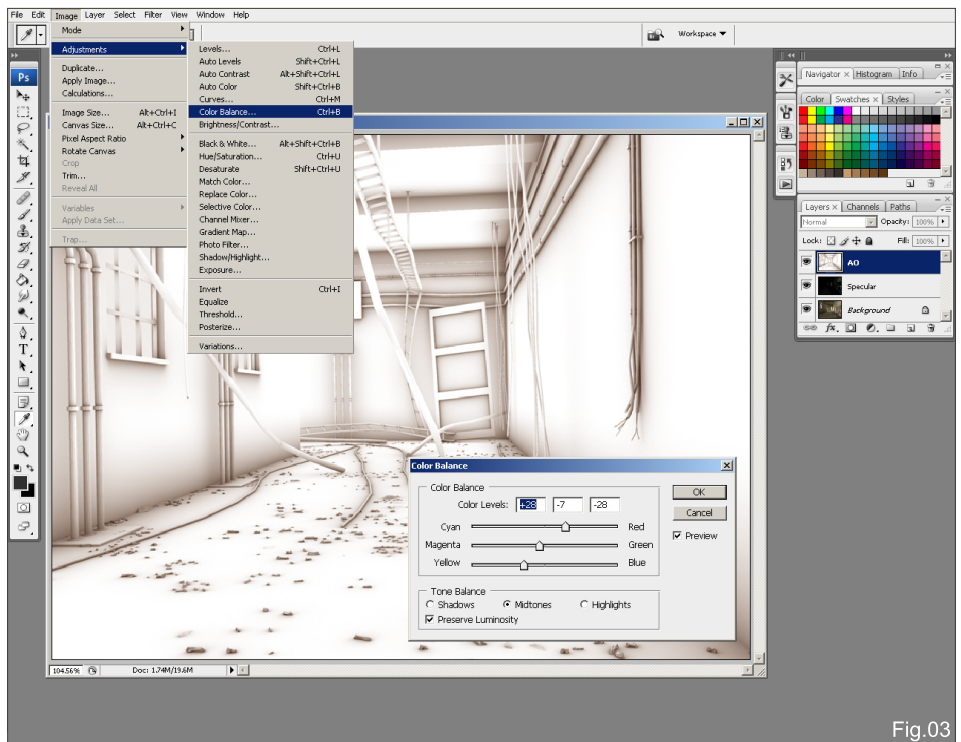 File Edit Image Layer Select Filter View Window Help
Workspace
Mode
Adjustments
Duplicate...
Apply Image...
Calculations...
Image Size... Alt+Ctrl+I
Canvas Size... Alt+Ctrl+C
Pixel Aspect Ratio
Rotate Canvas
Crop
Trim...
Reveal All
Variables
Apply Data Set...
Trap...
Levels... Ctrl+L
Auto Levels Shift+Ctrl+L
Auto Contrast Alt+Shift+Ctrl+L
Auto Color Shift+Ctrl+B
Curves... Ctrl+M
Color Balance... Ctrl+B
Brightness/Contrast...
Black & White... Alt+Shift+Ctrl+B
Hue/Saturation... Ctrl+U
Desaturate Shift+Ctrl+U
Match Color...
Replace Color...
Selective Color...
Channel Mixer...
Gradient Map...
Photo Filter...
Shadow/Highlight...
Exposure...
Invert Ctrl+I
Equalize
Threshold...
Posterize...
Variations...
Ps
T
Navigator × Histogram Info
Color Swatches × Styles
Layers × Channels Paths
Normal Opacity: 100%
Lock: Fill: 100%
AO
Specular
Background
fx.
Color Balance
Color Balance
Color Levels: +28 -7 -28
Cyan Red
Magenta Green
Yellow Blue
Tone Balance
Shadows Midtones Highlights
Preserve Luminosity
OK
Cancel
Preview
104.56% Doc: 1.74M/19.6M
Fig.03